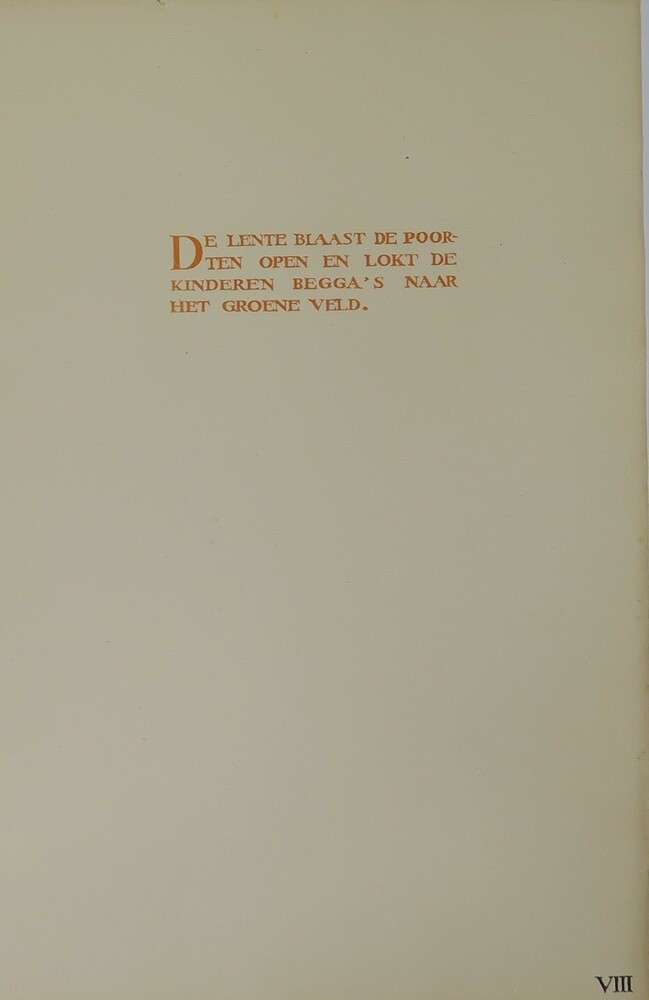 DE LENTE BLAAST DE POOR-
TEN OPEN EN LOKT DE
KINDEREN BEGGA'S NAAR
HET GROENE VELD.
VIII